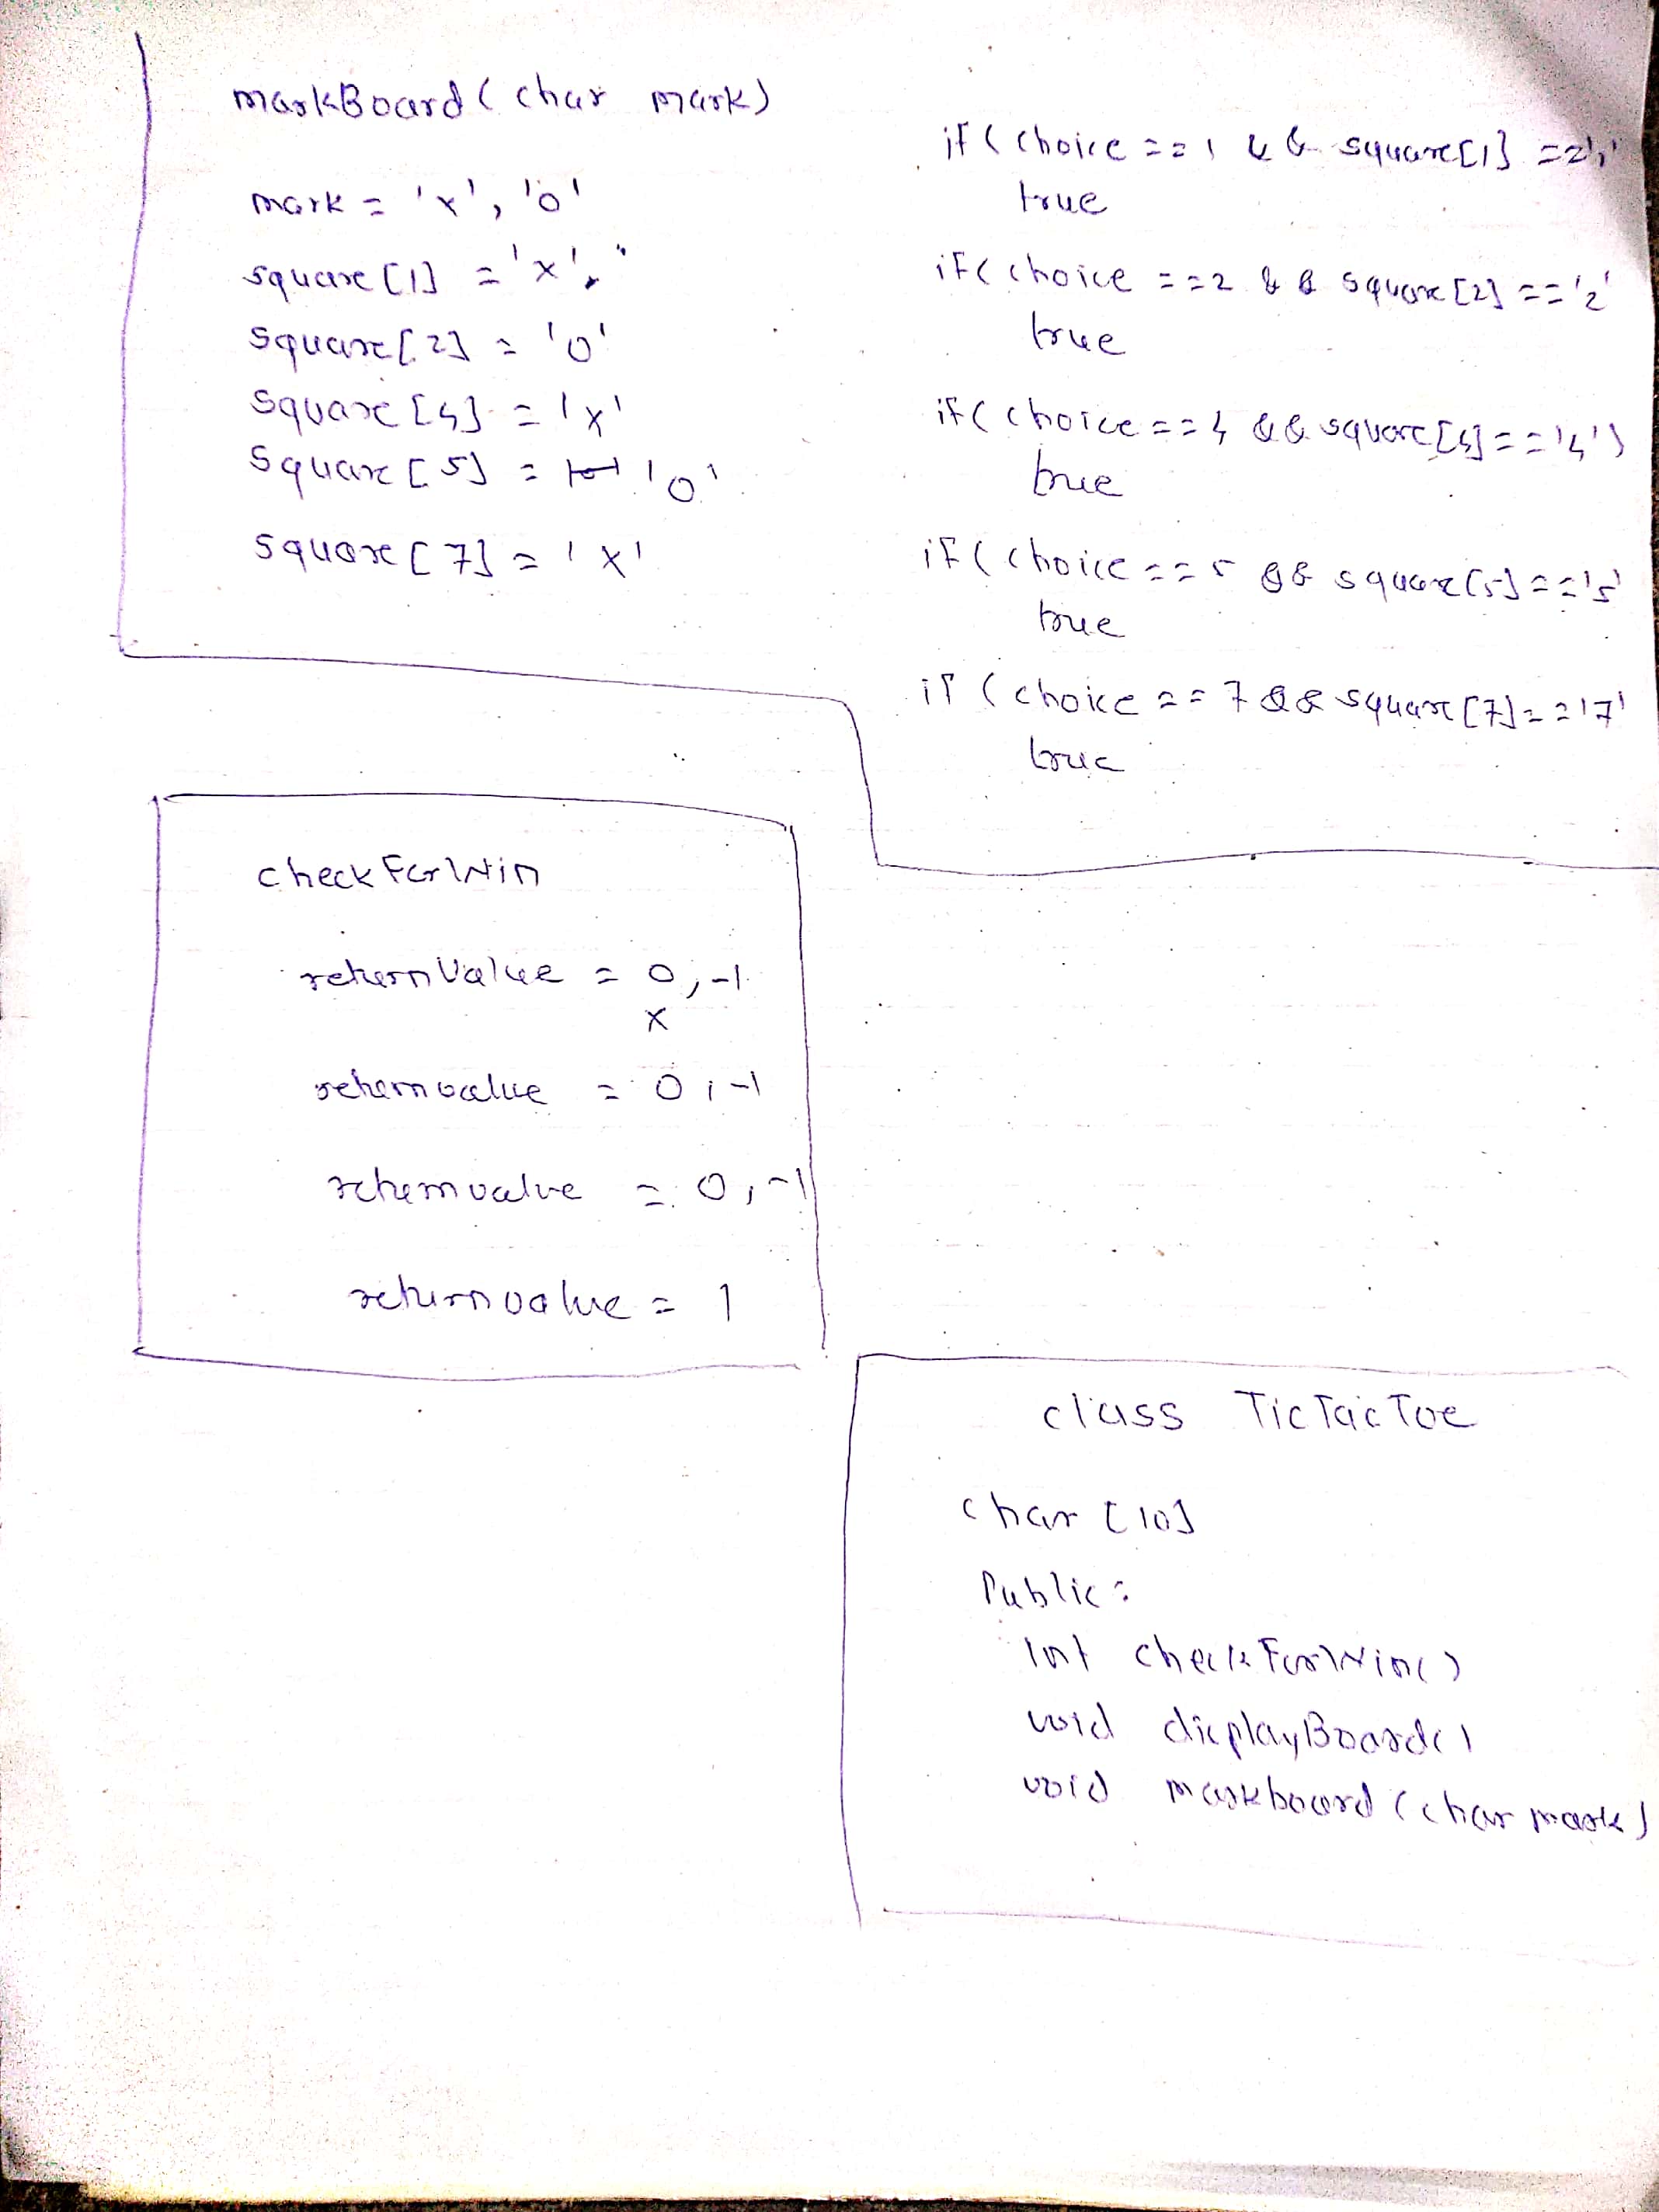 markBoard ( char mark)
mark = 'x', 'o'
square [1] = 'x',
square [2] = 'o'
square [4] = 'x'
square [5] = 'o'
square [7] = 'x'
if ( choice == 1 && square[1] == '1'
true
if ( choice == 2 && square [2] == '2'
true
if ( choice == 4 && square [4] == '4')
true
if ( choice == 5 && square [5] == '5'
true
if ( choice == 7 && square [7] == '7'
true
checkForWin
returnValue = 0, -1
x
returnvalue = 0, -1
returnvalue = 0, -1
returnvalue = 1
class TicTacToe
char [10]
Public:
int checkForWin()
void displayBoard()
void markboard (char mark)